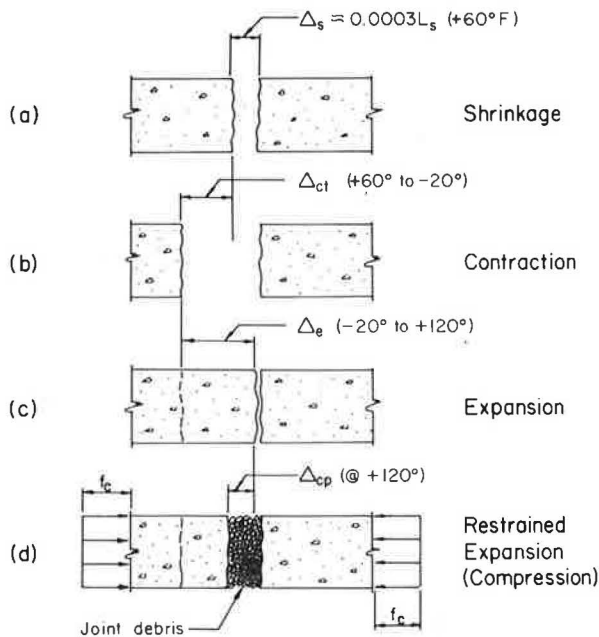 Δs ≈ 0.0003Ls (+60°F)
(a)
Shrinkage
Δct (+60° to -20°)
(b)
Contraction
Δe (-20° to +120°)
(c)
Expansion
Δcp (@ +120°)
fc
(d)
Restrained
Expansion
(Compression)
fc
Joint debris